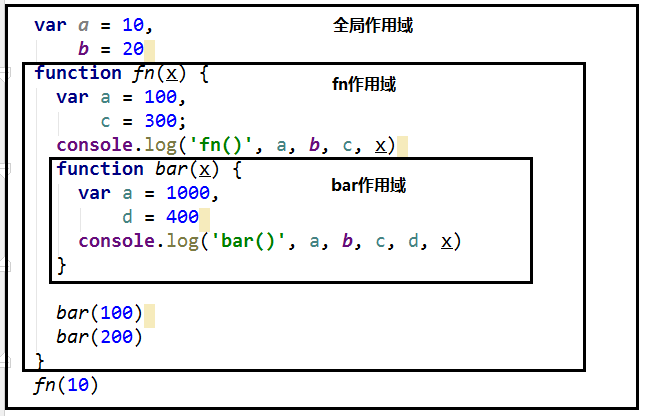 var a = 10, 全局作用域
    b = 20
function fn(x) { fn作用域
  var a = 100,
      c = 300;
  console.log('fn()', a, b, c, x)
  function bar(x) { bar作用域
    var a = 1000,
        d = 400
    console.log('bar()', a, b, c, d, x)
  }
  bar(100)
  bar(200)
}
fn(10)